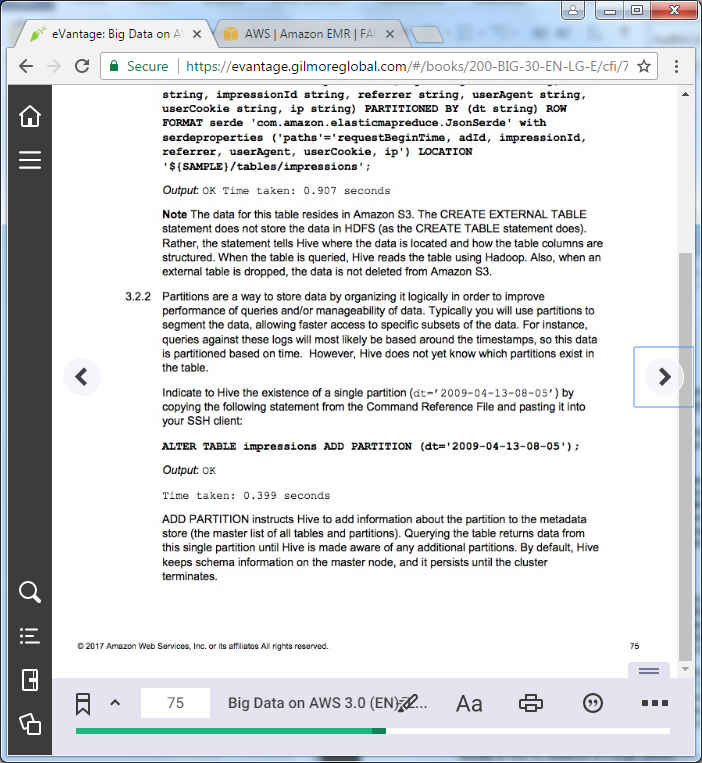 eVantage: Big Data on A
AWS | Amazon EMR | FA
Secure
https://evantage.gilmoreglobal.com/#/books/200-BIG-30-EN-LG-E/cfi/7
string, impressionId string, referrer string, userAgent string,
userCookie string, ip string) PARTITIONED BY (dt string) ROW
FORMAT serde 'com.amazon.elasticmapreduce.JsonSerde' with
serdeproperties ('paths'='requestBeginTime, adId, impressionId,
referrer, userAgent, userCookie, ip') LOCATION
'${SAMPLE}/tables/impressions';
Output: OK Time taken: 0.907 seconds
Note The data for this table resides in Amazon S3. The CREATE EXTERNAL TABLE
statement does not store the data in HDFS (as the CREATE TABLE statement does).
Rather, the statement tells Hive where the data is located and how the table columns are
structured. When the table is queried, Hive reads the table using Hadoop. Also, when an
external table is dropped, the data is not deleted from Amazon S3.
3.2.2 Partitions are a way to store data by organizing it logically in order to improve
performance of queries and/or manageability of data. Typically you will use partitions to
segment the data, allowing faster access to specific subsets of the data. For instance,
queries against these logs will most likely be based around the timestamps, so this data
is partitioned based on time. However, Hive does not yet know which partitions exist in
the table.
Indicate to Hive the existence of a single partition (dt=’2009-04-13-08-05’) by
copying the following statement from the Command Reference File and pasting it into
your SSH client:
ALTER TABLE impressions ADD PARTITION (dt='2009-04-13-08-05');
Output: OK
Time taken: 0.399 seconds
ADD PARTITION instructs Hive to add information about the partition to the metadata
store (the master list of all tables and partitions). Querying the table returns data from
this single partition until Hive is made aware of any additional partitions. By default, Hive
keeps schema information on the master node, and it persists until the cluster
terminates.
© 2017 Amazon Web Services, Inc. or its affiliates All rights reserved.
75
75
Big Data on AWS 3.0 (EN)
Aa